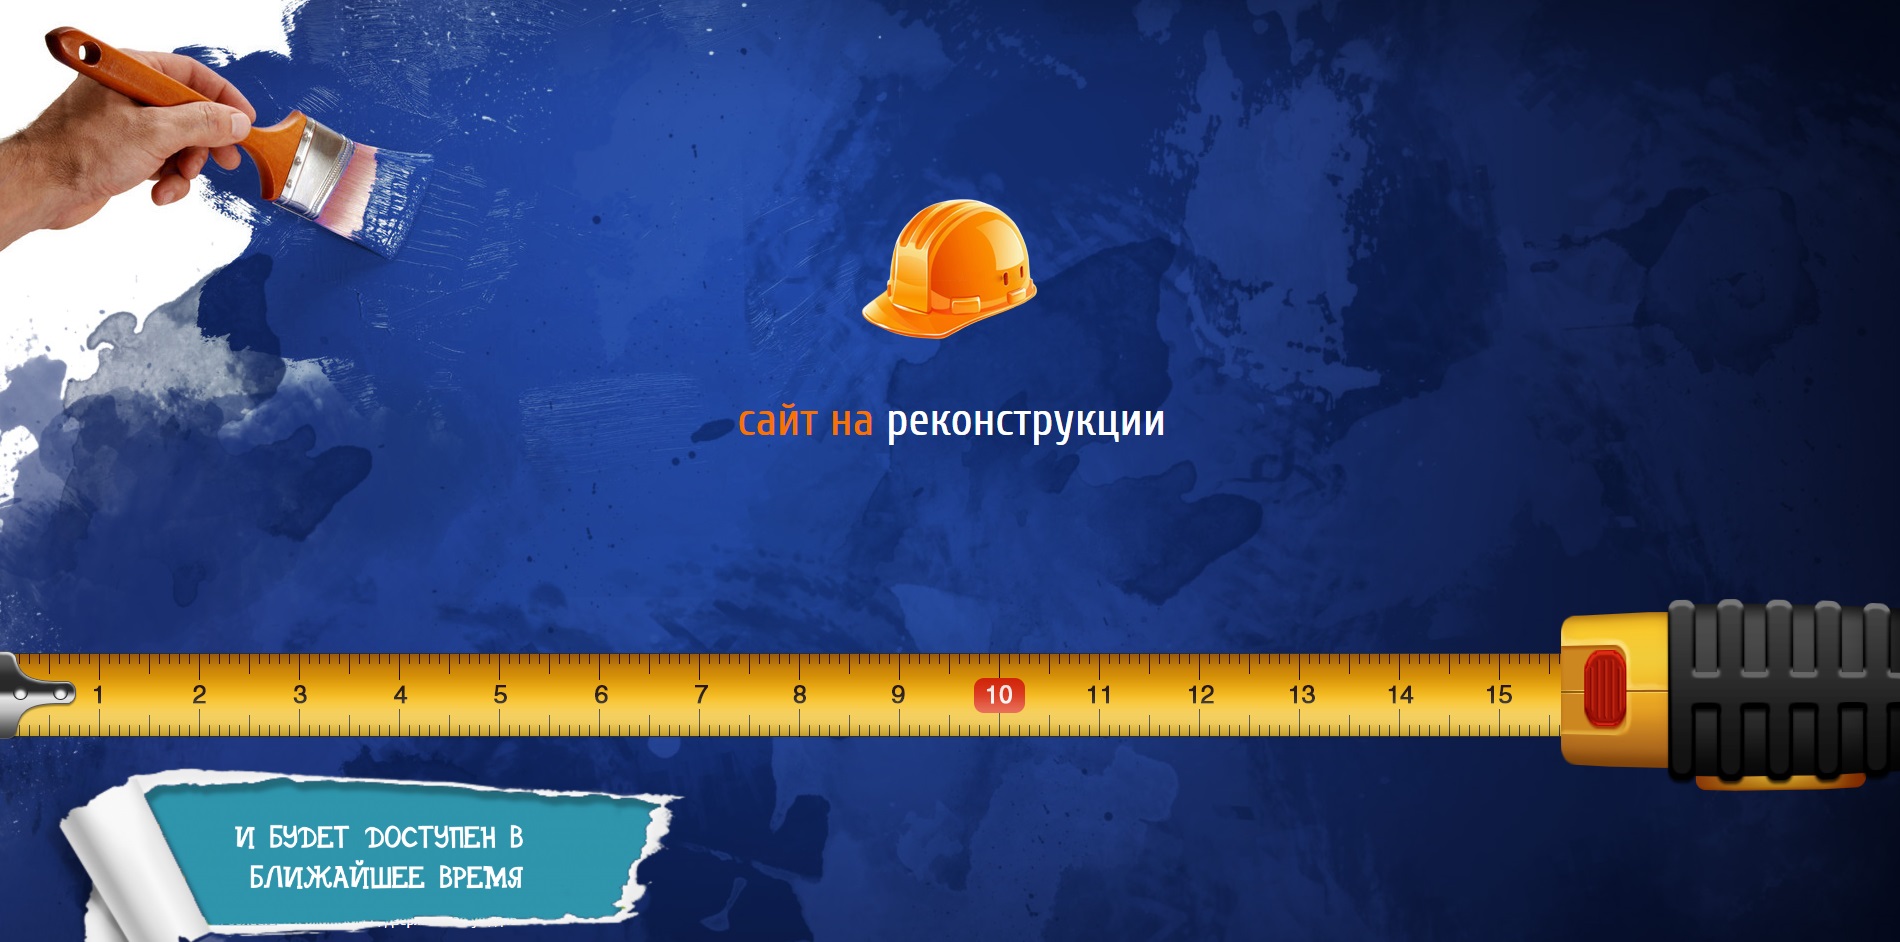 сайт на реконструкции
1 2 3 4 5 6 7 8 9 10 11 12 13 14 15
И БУДЕТ ДОСТУПЕН В
БЛИЖАЙШЕЕ ВРЕМЯ